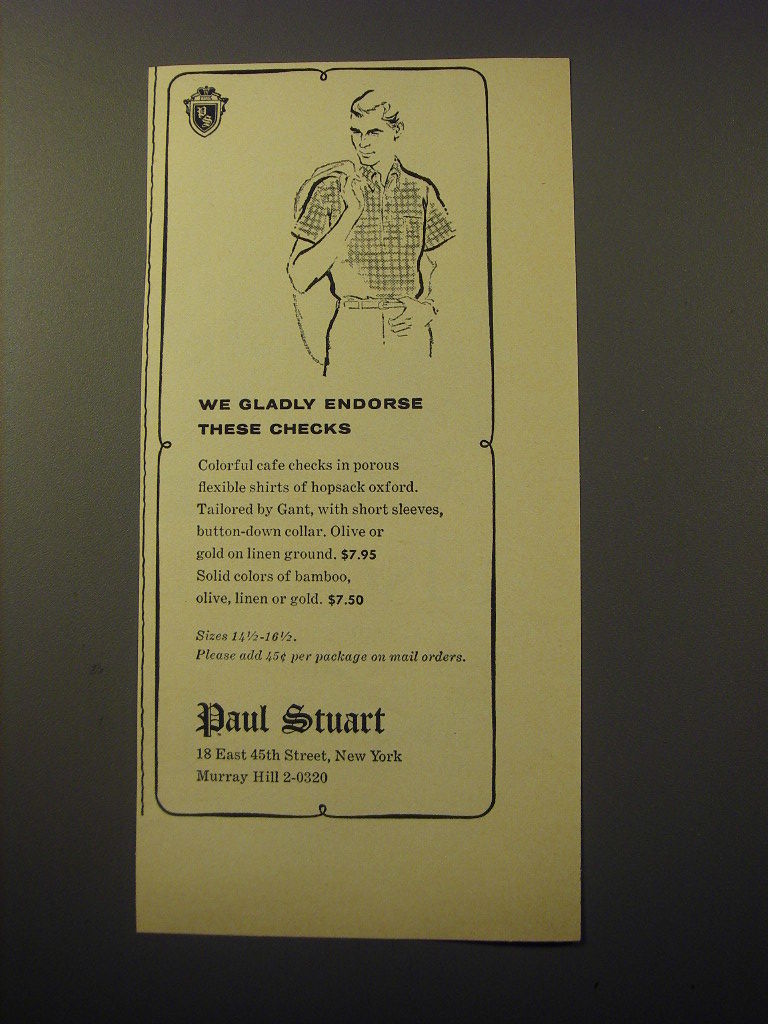 PS
WE GLADLY ENDORSE
THESE CHECKS
Colorful cafe checks in porous
flexible shirts of hopsack oxford.
Tailored by Gant, with short sleeves,
button-down collar. Olive or
gold on linen ground. $7.95
Solid colors of bamboo,
olive, linen or gold. $7.50
Sizes 14½-16½.
Please add 45¢ per package on mail orders.
Paul Stuart
18 East 45th Street, New York
Murray Hill 2-0320